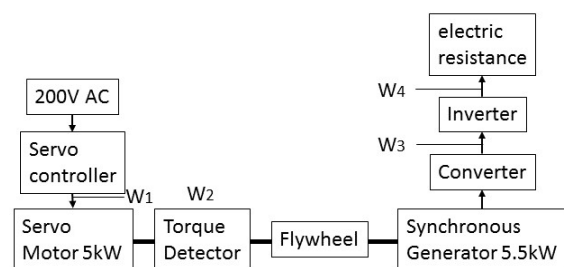 electric
resistance
W4
200V AC
Inverter
Servo
controller
W3
Converter
W1
W2
Servo
Motor 5kW
Torque
Detector
Flywheel
Synchronous
Generator 5.5kW